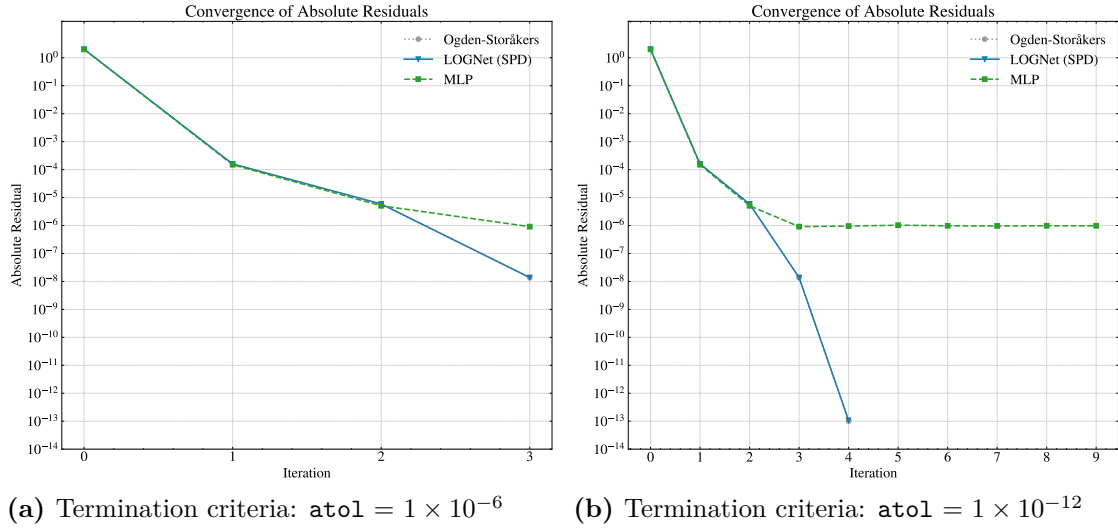 Convergence of Absolute Residuals
Ogden-Storåkers
LOGNet (SPD)
MLP
Absolute Residual
10⁰
10⁻¹
10⁻²
10⁻³
10⁻⁴
10⁻⁵
10⁻⁶
10⁻⁷
10⁻⁸
10⁻⁹
10⁻¹⁰
10⁻¹¹
10⁻¹²
10⁻¹³
10⁻¹⁴
0 1 2 3
Iteration
(a) Termination criteria: atol = 1 × 10⁻⁶
Convergence of Absolute Residuals
Ogden-Storåkers
LOGNet (SPD)
MLP
Absolute Residual
10⁰
10⁻¹
10⁻²
10⁻³
10⁻⁴
10⁻⁵
10⁻⁶
10⁻⁷
10⁻⁸
10⁻⁹
10⁻¹⁰
10⁻¹¹
10⁻¹²
10⁻¹³
10⁻¹⁴
0 1 2 3 4 5 6 7 8 9
Iteration
(b) Termination criteria: atol = 1 × 10⁻¹²